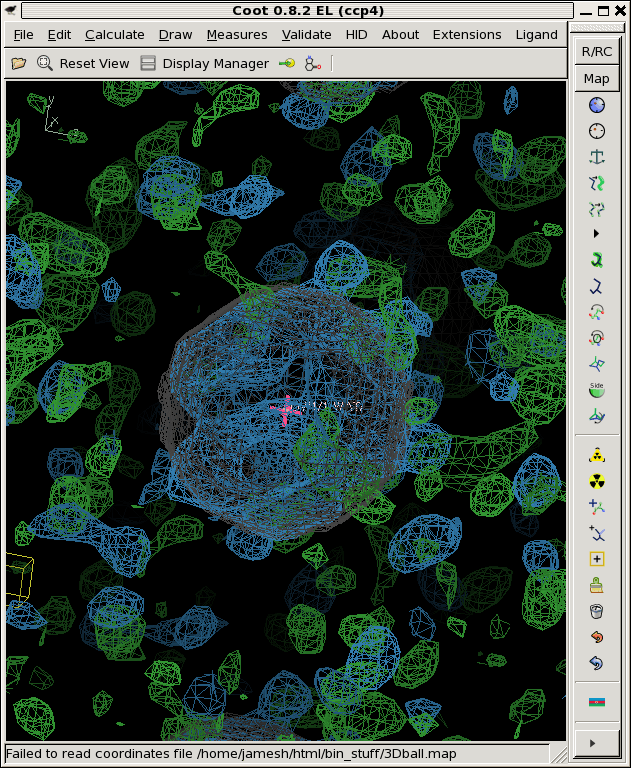 Coot 0.8.2 EL (ccp4)
File Edit Calculate Draw Measures Validate HID About Extensions Ligand
Reset View Display Manager
R/RC
Map
Side
y
x
Failed to read coordinates file /home/jamesh/html/bin_stuff/3Dball.map